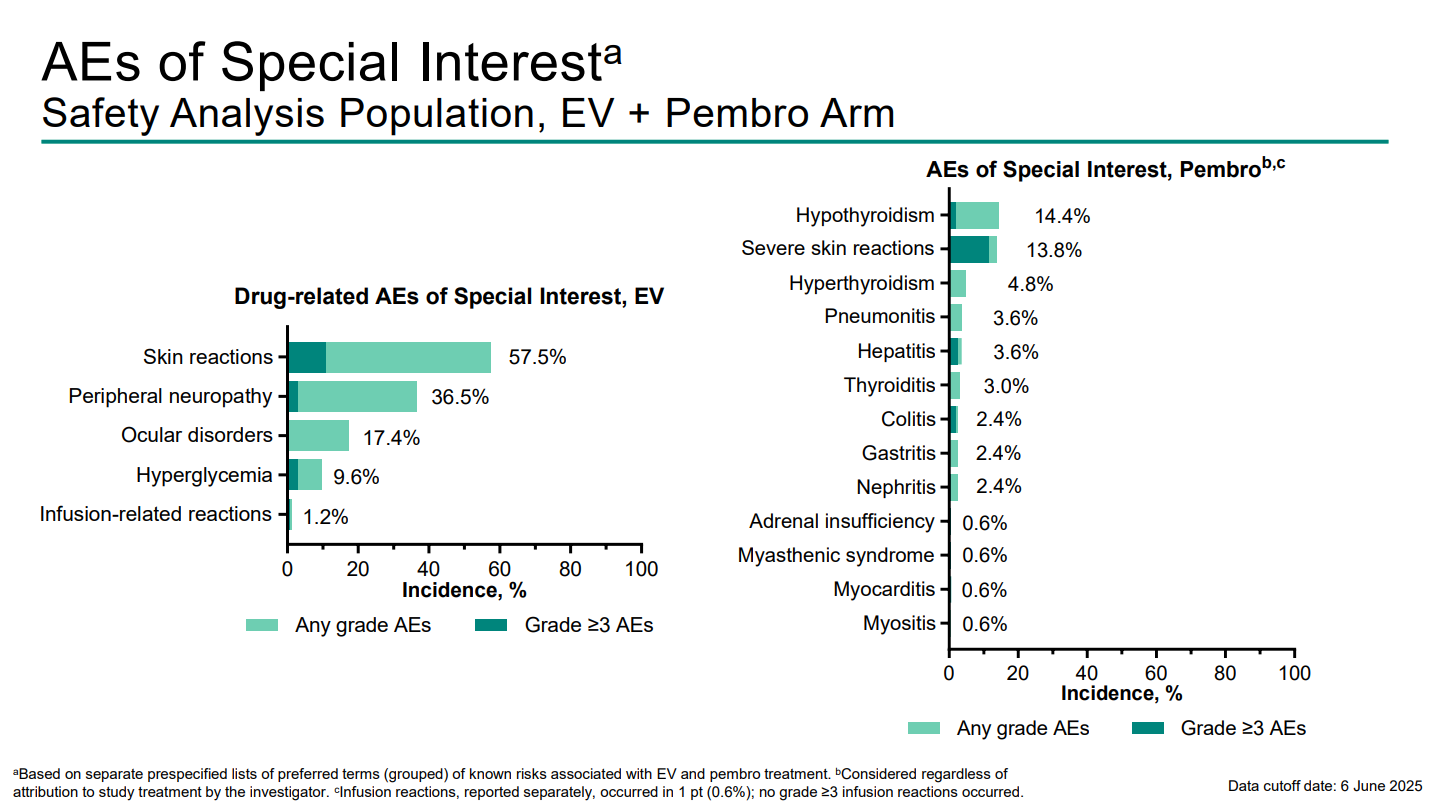 AEs of Special Interestᵃ
Safety Analysis Population, EV + Pembro Arm
Drug-related AEs of Special Interest, EV
Skin reactions 57.5%
Peripheral neuropathy 36.5%
Ocular disorders 17.4%
Hyperglycemia 9.6%
Infusion-related reactions 1.2%
0 20 40 60 80 100
Incidence, %
Any grade AEs Grade ≥3 AEs
AEs of Special Interest, Pembroᵇ,ᶜ
Hypothyroidism 14.4%
Severe skin reactions 13.8%
Hyperthyroidism 4.8%
Pneumonitis 3.6%
Hepatitis 3.6%
Thyroiditis 3.0%
Colitis 2.4%
Gastritis 2.4%
Nephritis 2.4%
Adrenal insufficiency 0.6%
Myasthenic syndrome 0.6%
Myocarditis 0.6%
Myositis 0.6%
0 20 40 60 80 100
Incidence, %
Any grade AEs Grade ≥3 AEs
ᵃBased on separate prespecified lists of preferred terms (grouped) of known risks associated with EV and pembro treatment. ᵇConsidered regardless of
attribution to study treatment by the investigator. ᶜInfusion reactions, reported separately, occurred in 1 pt (0.6%); no grade ≥3 infusion reactions occurred.
Data cutoff date: 6 June 2025